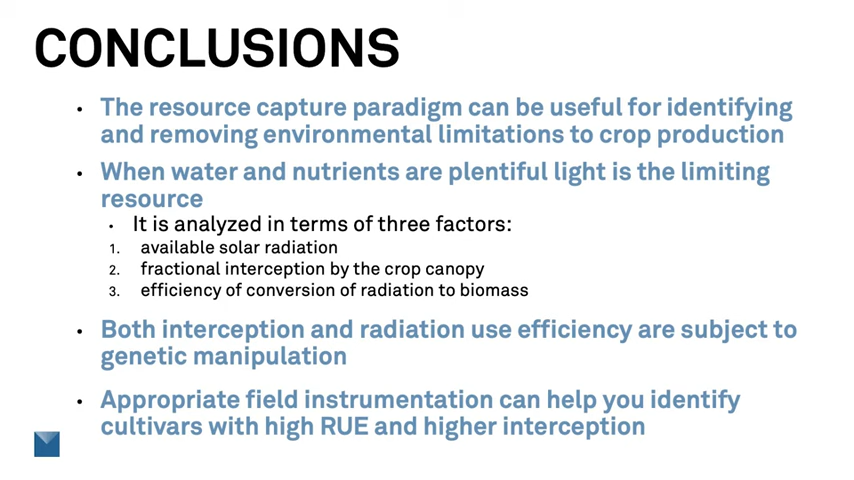 CONCLUSIONS
• The resource capture paradigm can be useful for identifying
and removing environmental limitations to crop production
• When water and nutrients are plentiful light is the limiting
resource
• It is analyzed in terms of three factors:
1. available solar radiation
2. fractional interception by the crop canopy
3. efficiency of conversion of radiation to biomass
• Both interception and radiation use efficiency are subject to
genetic manipulation
• Appropriate field instrumentation can help you identify
cultivars with high RUE and higher interception